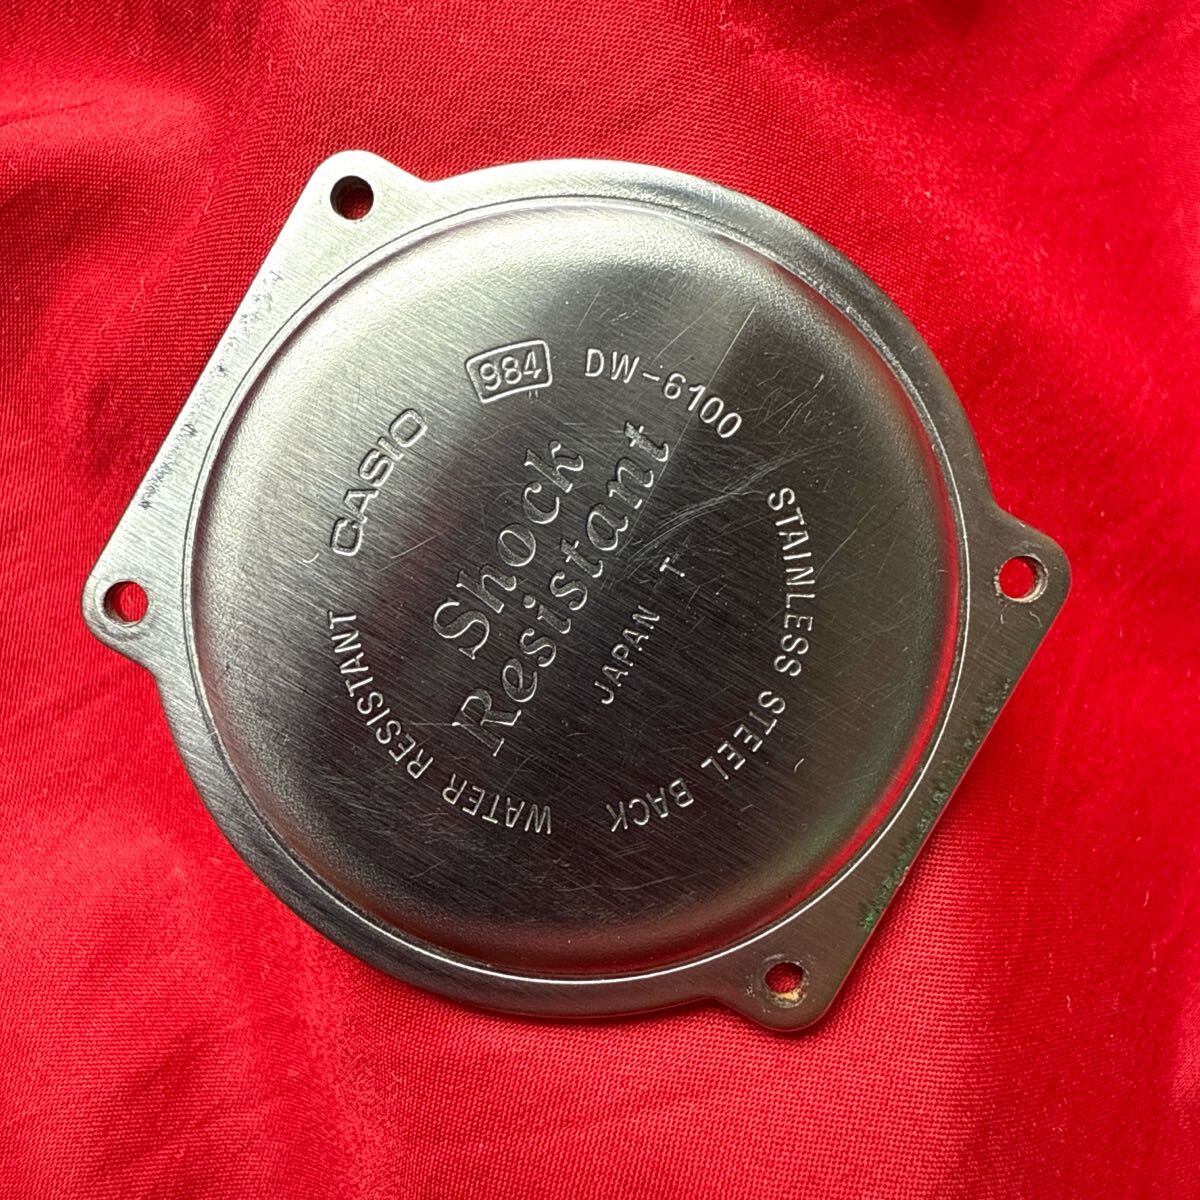 CASIO
984
DW-6100
Shock
Resistant
JAPAN T
WATER RESISTANT
STAINLESS STEEL BACK